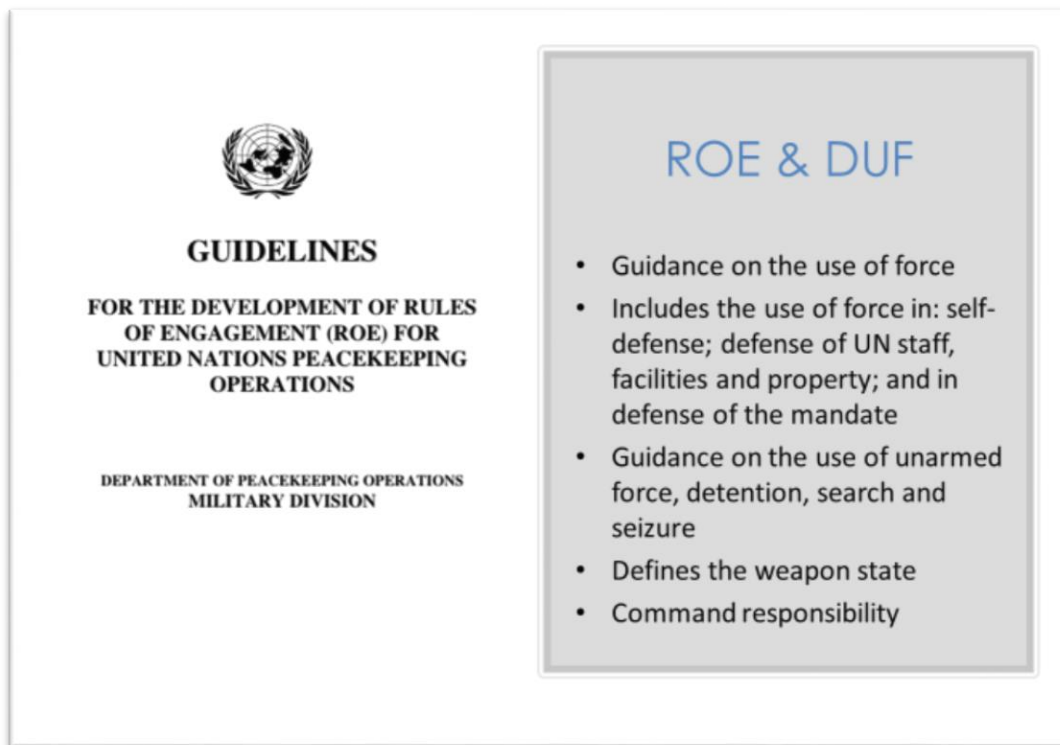 GUIDELINES
FOR THE DEVELOPMENT OF RULES
OF ENGAGEMENT (ROE) FOR
UNITED NATIONS PEACEKEEPING
OPERATIONS
DEPARTMENT OF PEACEKEEPING OPERATIONS
MILITARY DIVISION
ROE & DUF
• Guidance on the use of force
• Includes the use of force in: self-
defense; defense of UN staff,
facilities and property; and in
defense of the mandate
• Guidance on the use of unarmed
force, detention, search and
seizure
• Defines the weapon state
• Command responsibility